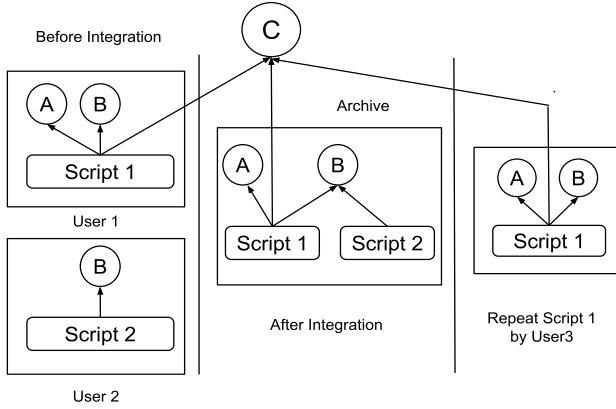 Before Integration
C
A
B
Script 1
User 1
B
Script 2
User 2
Archive
A
B
Script 1
Script 2
After Integration
A
B
Script 1
Repeat Script 1
by User3